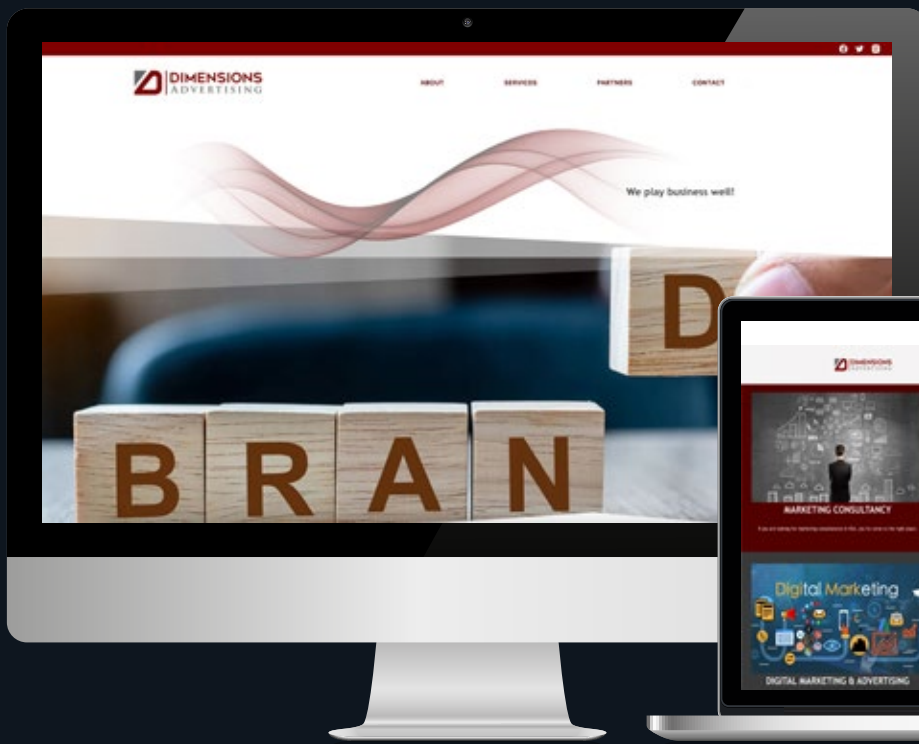 DIMENSIONS
ADVERTISING
ABOUT
SERVICES
PARTNERS
CONTACT
We play business well!
D
B R A N
DIMENSIONS
ADVERTISING
MARKETING CONSULTANCY
Digital Marketing
DIGITAL MARKETING & ADVERTISING